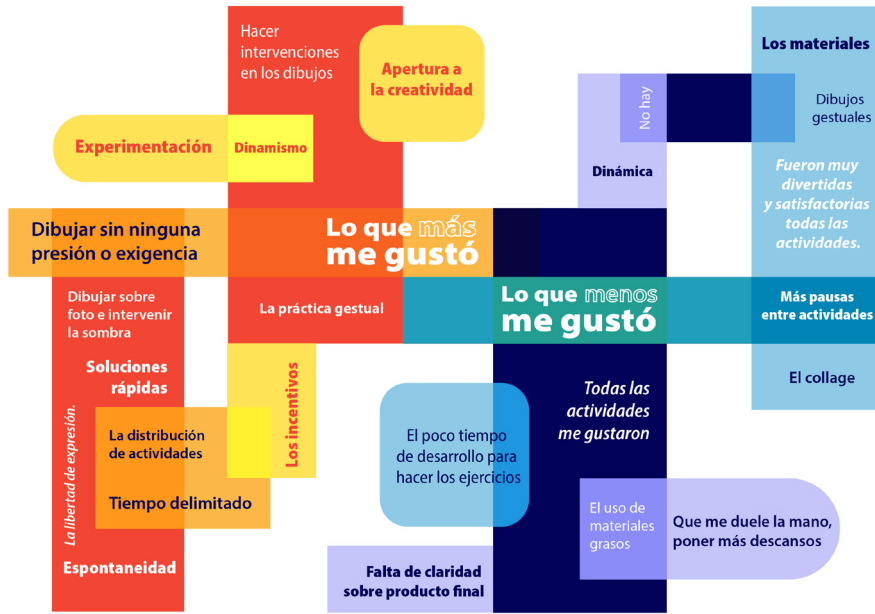 Hacer
intervenciones
en los dibujos
Apertura a
la creatividad
Experimentación
Dinamismo
Dibujar sin ninguna
presión o exigencia
Lo que más
me gustó
Dibujar sobre
foto e intervenir
la sombra
La práctica gestual
Soluciones
rápidas
La libertad de expresión.
La distribución
de actividades
Tiempo delimitado
Los incentivos
Espontaneidad
Los materiales
No hay
Dibujos
gestuales
Dinámica
Fueron muy
divertidas
y satisfactorias
todas las
actividades.
Lo que menos
me gustó
Más pausas
entre actividades
El collage
Todas las
actividades
me gustaron
El poco tiempo
de desarrollo para
hacer los ejercicios
El uso de
materiales
grasos
Que me duele la mano,
poner más descansos
Falta de claridad
sobre producto final